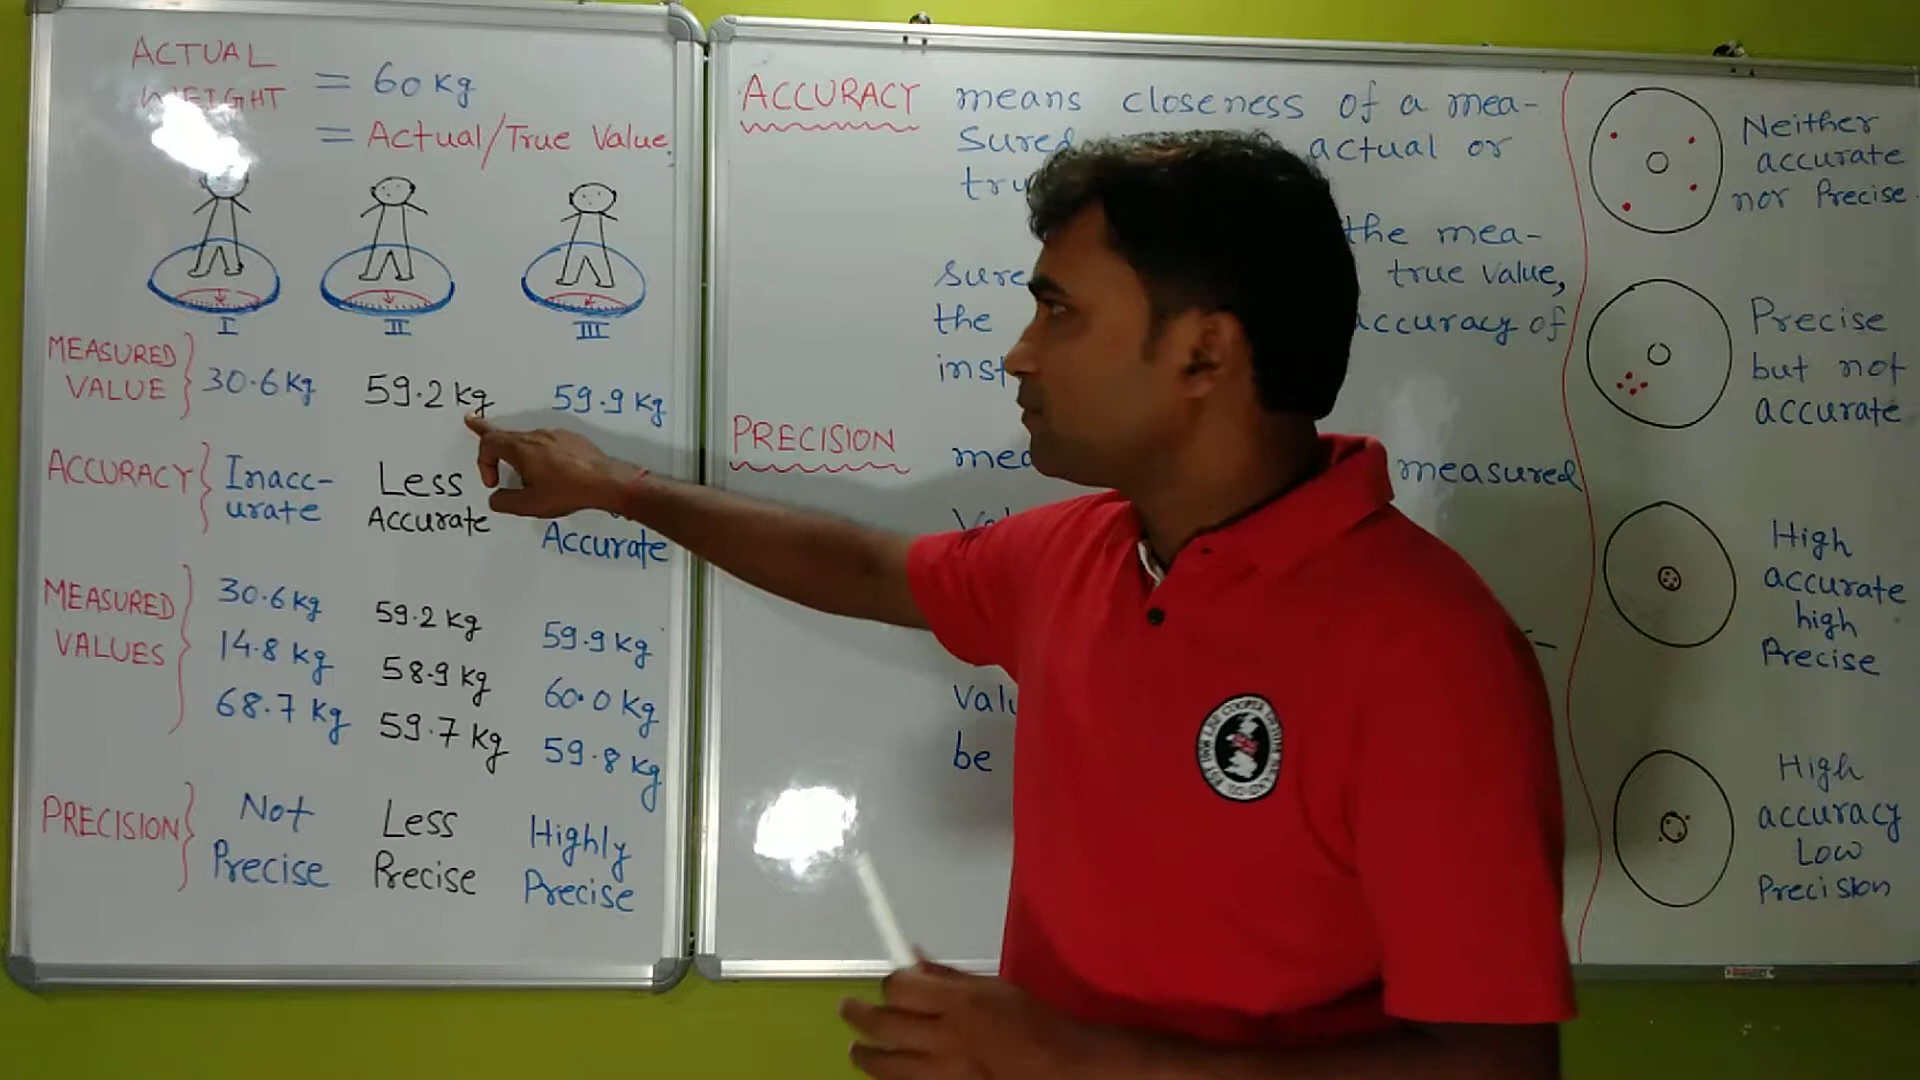 ACTUAL
WEIGHT
= 60 kg
= Actual/True Value
I
II
III
MEASURED
VALUE
30.6 kg
59.2 kg
59.9 kg
ACCURACY
Inacc-
urate
Less
Accurate
Accurate
MEASURED
VALUES
30.6 kg
14.8 kg
68.7 kg
59.2 kg
58.9 kg
59.7 kg
59.9 kg
60.0 kg
59.8 kg
PRECISION
Not
Precise
Less
Precise
Highly
Precise
ACCURACY means closeness of a mea-
sured actual or
the mea-
true value,
the accuracy of
PRECISION
measured
be
Neither
accurate
nor Precise.
Precise
but not
accurate
High
accurate
high
Precise
High
accuracy
Low
Precision